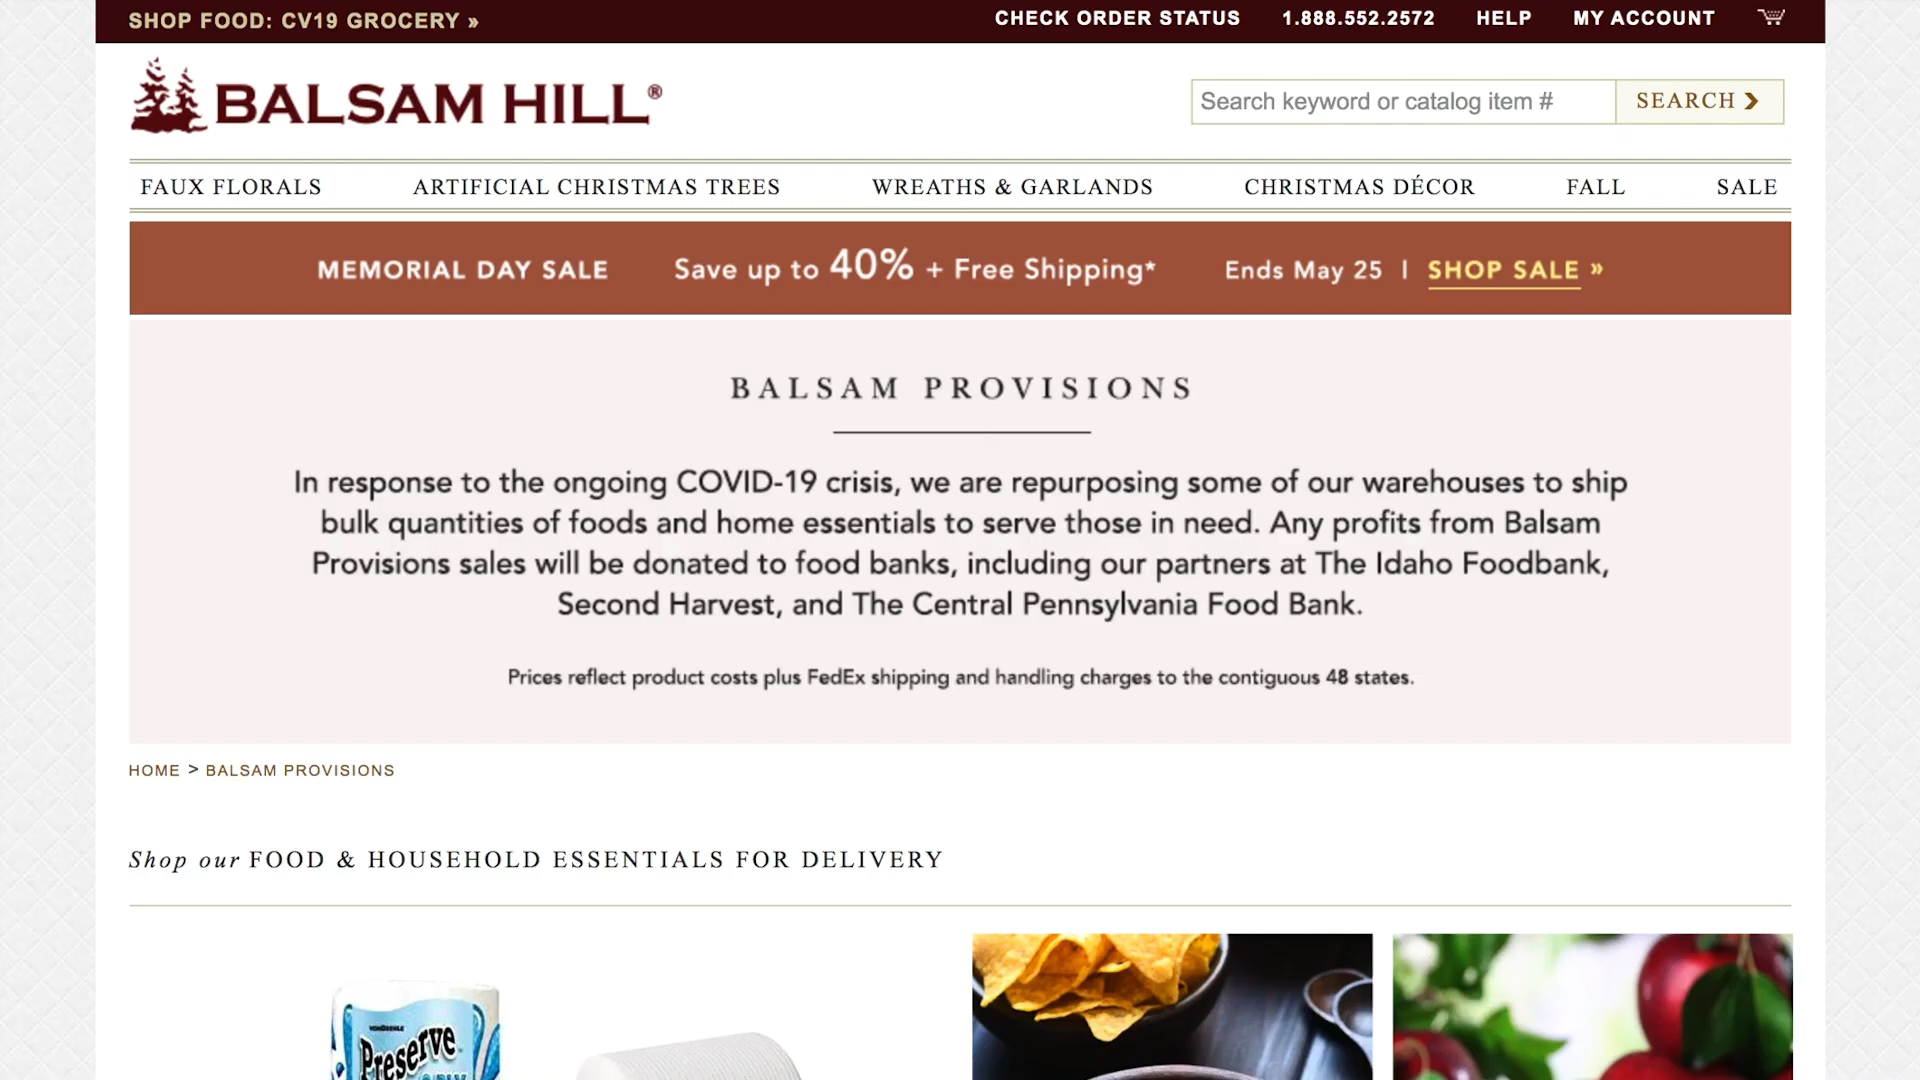 SHOP FOOD: CV19 GROCERY »
CHECK ORDER STATUS 1.888.552.2572 HELP MY ACCOUNT
BALSAM HILL®
Search keyword or catalog item # SEARCH ❯
FAUX FLORALS ARTIFICIAL CHRISTMAS TREES WREATHS & GARLANDS CHRISTMAS DÉCOR FALL SALE
MEMORIAL DAY SALE Save up to 40% + Free Shipping* Ends May 25 | SHOP SALE »
BALSAM PROVISIONS
In response to the ongoing COVID-19 crisis, we are repurposing some of our warehouses to ship
bulk quantities of foods and home essentials to serve those in need. Any profits from Balsam
Provisions sales will be donated to food banks, including our partners at The Idaho Foodbank,
Second Harvest, and The Central Pennsylvania Food Bank.
Prices reflect product costs plus FedEx shipping and handling charges to the contiguous 48 states.
HOME > BALSAM PROVISIONS
Shop our FOOD & HOUSEHOLD ESSENTIALS FOR DELIVERY
Preserve